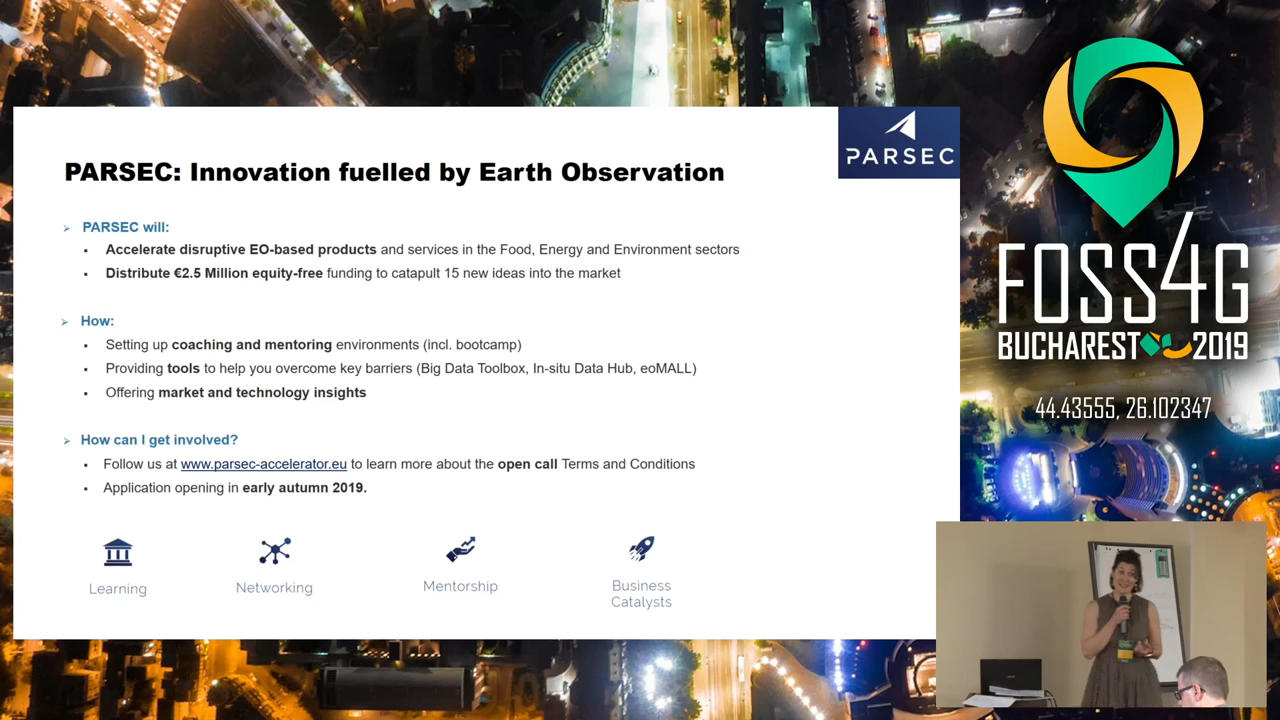 PARSEC
PARSEC: Innovation fuelled by Earth Observation
PARSEC will:
Accelerate disruptive EO-based products and services in the Food, Energy and Environment sectors
Distribute €2.5 Million equity-free funding to catapult 15 new ideas into the market
How:
Setting up coaching and mentoring environments (incl. bootcamp)
Providing tools to help you overcome key barriers (Big Data Toolbox, In-situ Data Hub, eoMALL)
Offering market and technology insights
How can I get involved?
Follow us at www.parsec-accelerator.eu to learn more about the open call Terms and Conditions
Application opening in early autumn 2019.
Learning
Networking
Mentorship
Business
Catalysts
FOSS4G
BUCHAREST 2019
44.43555, 26.102347